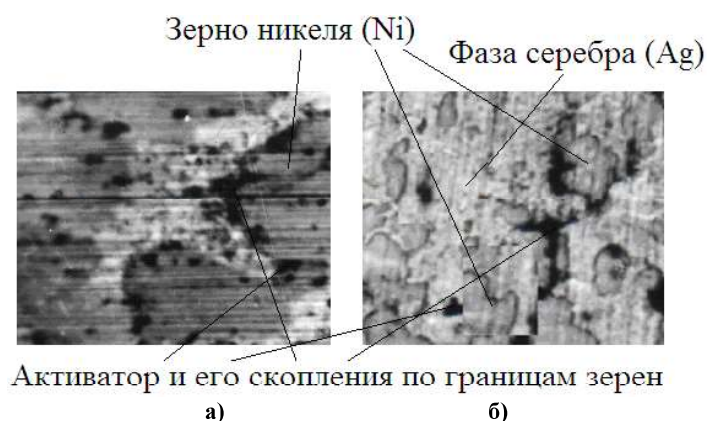 Зерно никеля (Ni)
Фаза серебра (Ag)
Активатор и его скопления по границам зерен
а)
б)